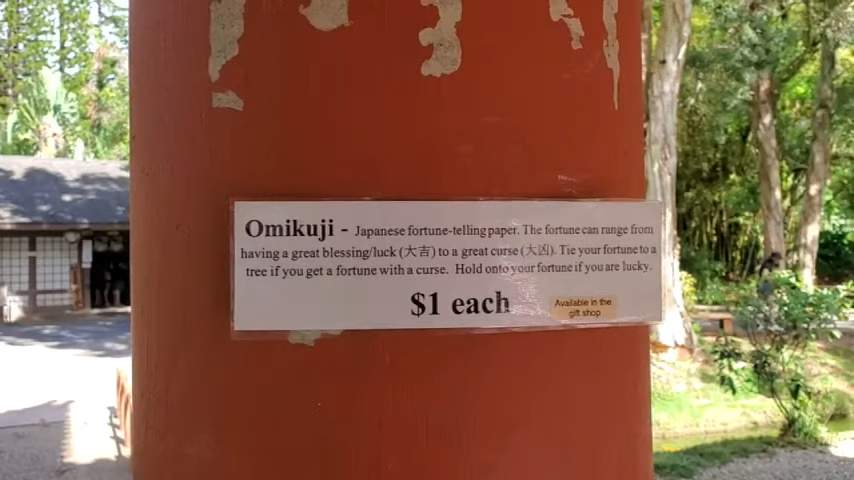 Omikuji - Japanese fortune-telling paper. The fortune can range from
having a great blessing/luck (大吉) to a great curse (大凶). Tie your fortune to a
tree if you get a fortune with a curse. Hold onto your fortune if you are lucky.
$1 each
Available in the
gift shop